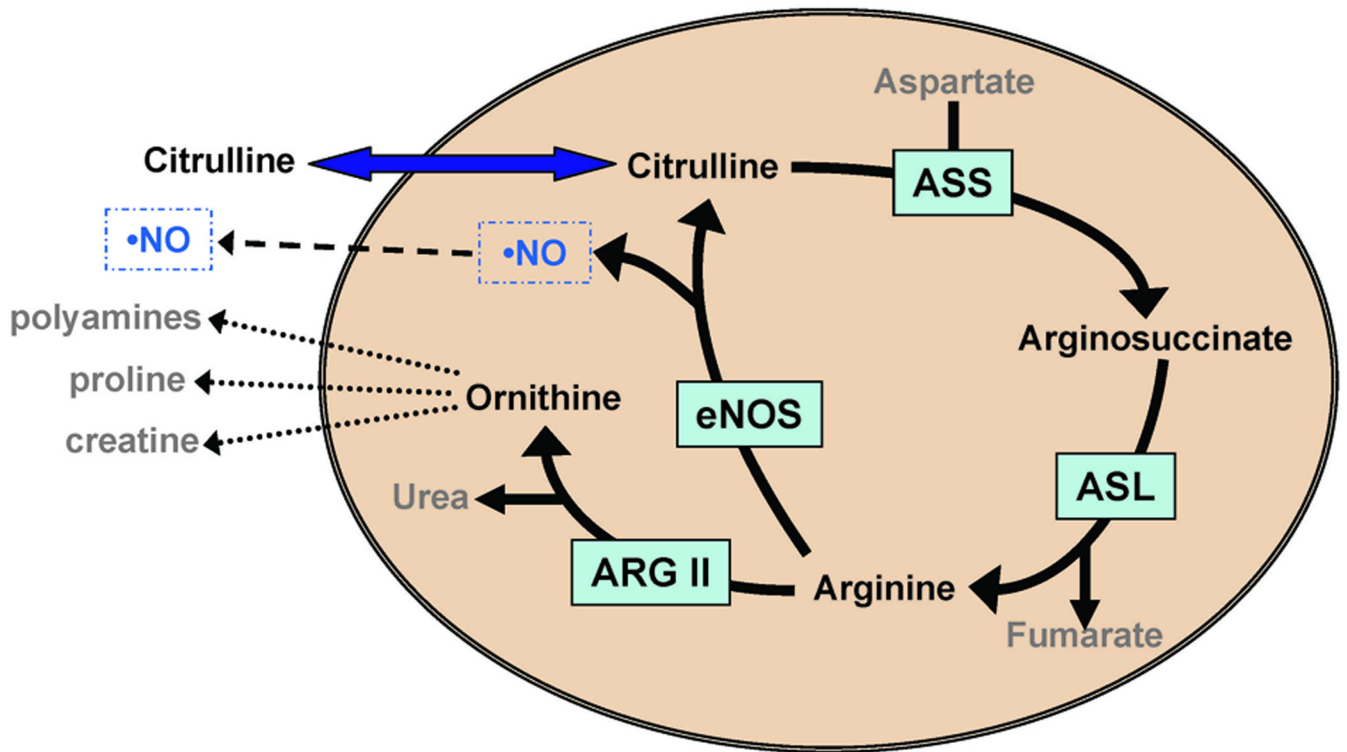 Aspartate
Citrulline
Citrulline
ASS
•NO
•NO
polyamines
Arginosuccinate
proline
Ornithine
eNOS
creatine
Urea
ASL
ARG II
Arginine
Fumarate